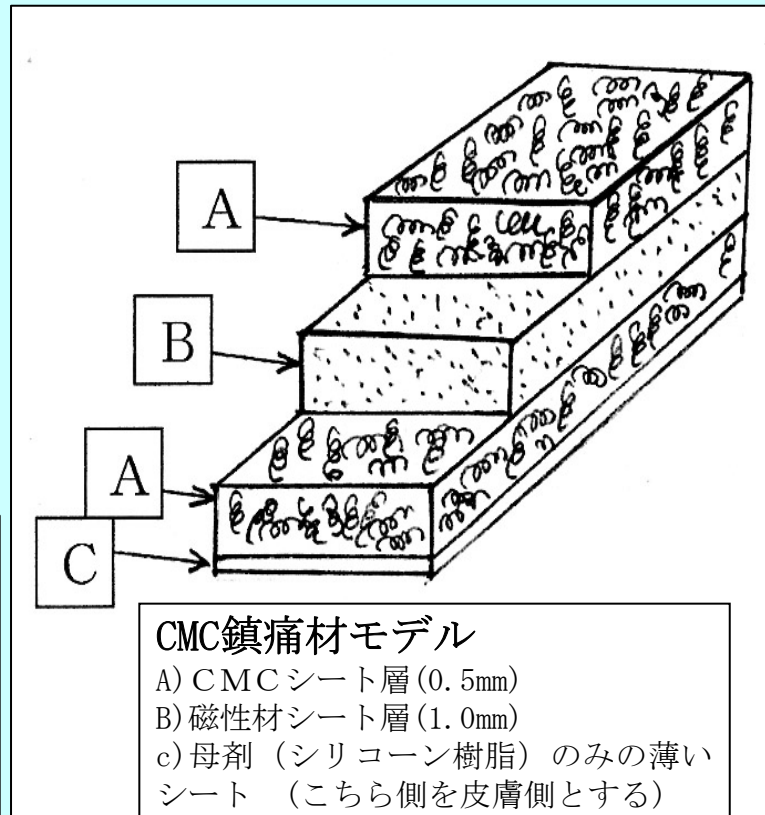 A
B
A
C
CMC鎮痛材モデル
A)ＣＭＣシート層(0.5mm)
B)磁性材シート層(1.0mm)
c)母剤（シリコーン樹脂）のみの薄い
シート　（こちら側を皮膚側とする）